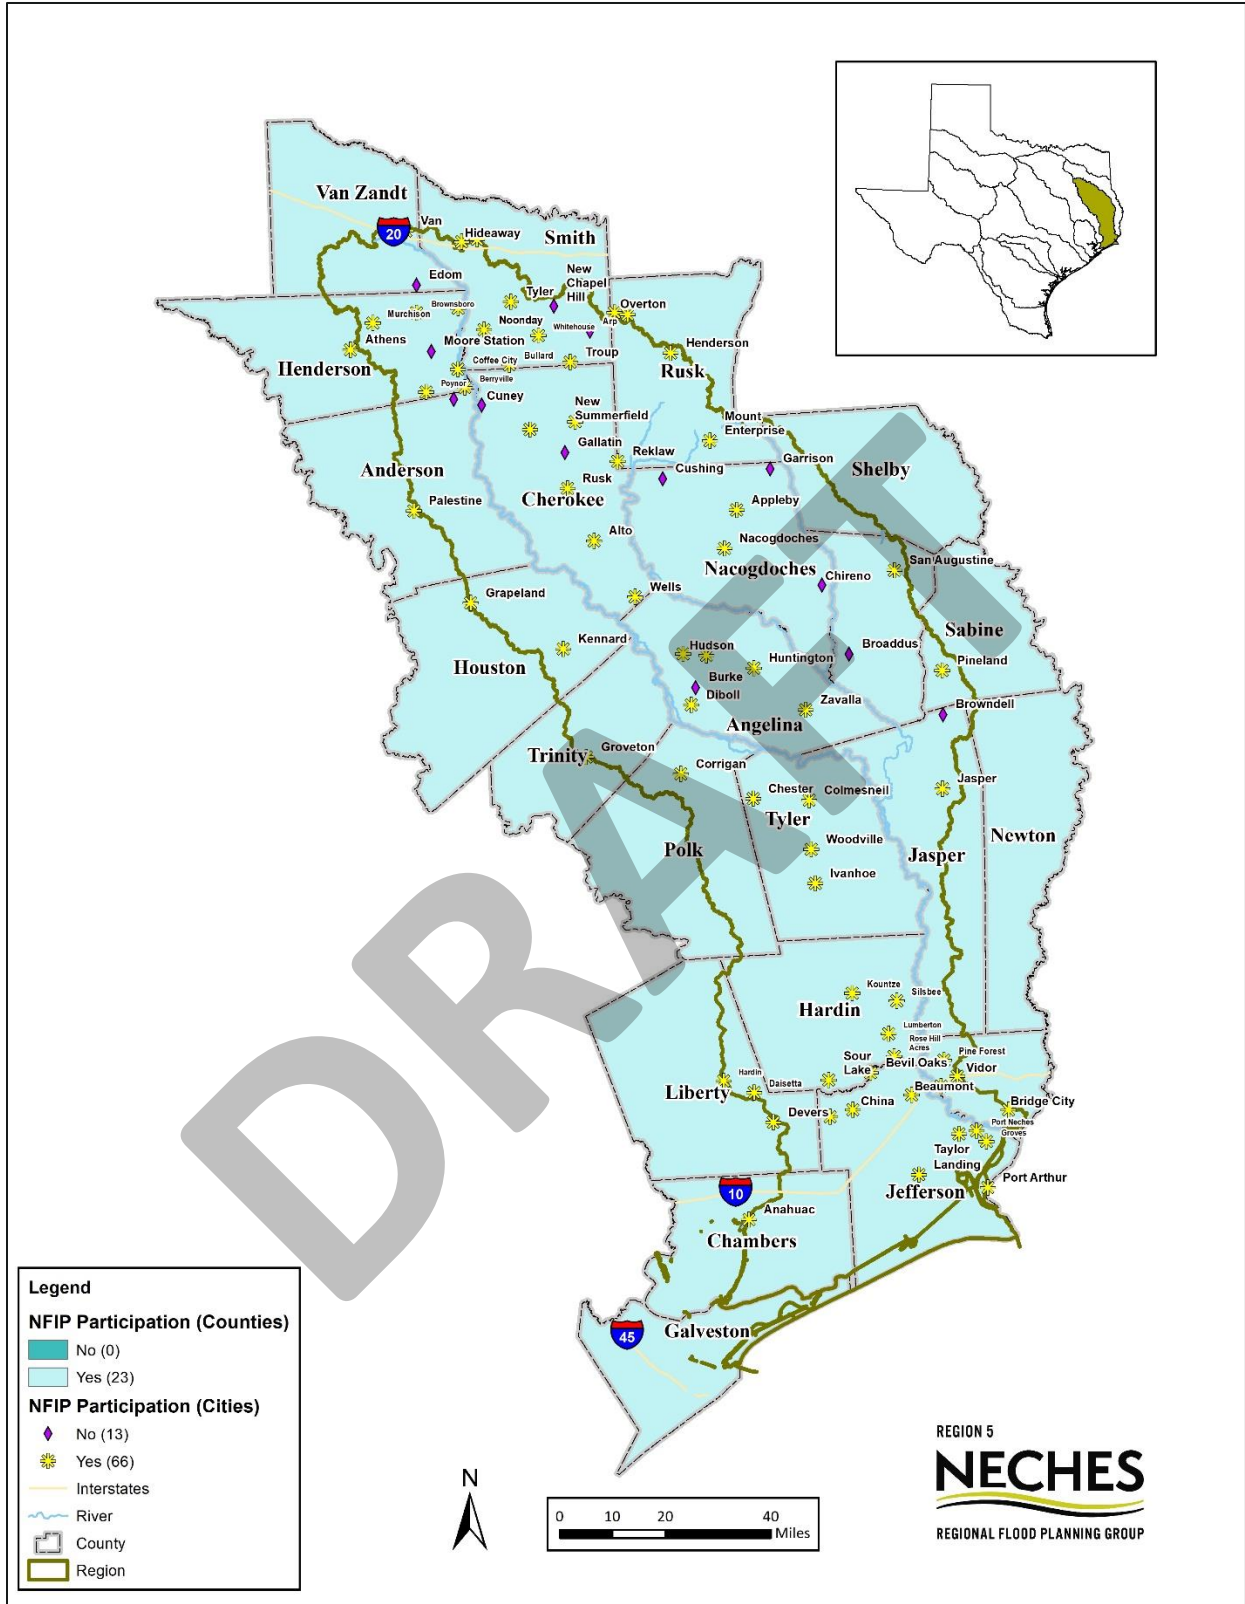 Van Zandt
20
Van
Hideaway
Smith
Edom
Tyler
New
Chapel
Hill
Overton
Arp
Murchison
Brownsboro
Noonday
Whitehouse
Athens
Moore Station
Henderson
Henderson
Coffee City
Bullard
Troup
Rusk
Poynor
Berryville
Cuney
New
Summerfield
Mount
Enterprise
Gallatin
Reklaw
Cushing
Garrison
Shelby
Anderson
Rusk
Cherokee
Palestine
Appleby
Alto
Nacogdoches
Nacogdoches
San Augustine
Chireno
Grapeland
Wells
Sabine
Kennard
Hudson
Huntington
Broaddus
Pineland
Houston
Burke
Diboll
Zavalla
Browndell
Angelina
Trinity
Groveton
Corrigan
Chester
Colmesneil
Jasper
Tyler
Newton
Woodville
Polk
Jasper
Ivanhoe
Kountze
Silsbee
Hardin
Lumberton
Rose Hill
Acres
Pine Forest
Sour
Lake
Bevil Oaks
Vidor
Hardin
Daisetta
Liberty
Beaumont
China
Bridge City
Devers
Port Neches
Groves
Taylor
Landing
Port Arthur
10
Jefferson
Anahuac
Chambers
45
Galveston
DRAFT
Legend
NFIP Participation (Counties)
No (0)
Yes (23)
NFIP Participation (Cities)
No (13)
Yes (66)
Interstates
River
County
Region
N
0 10 20 40
Miles
REGION 5
NECHES
REGIONAL FLOOD PLANNING GROUP